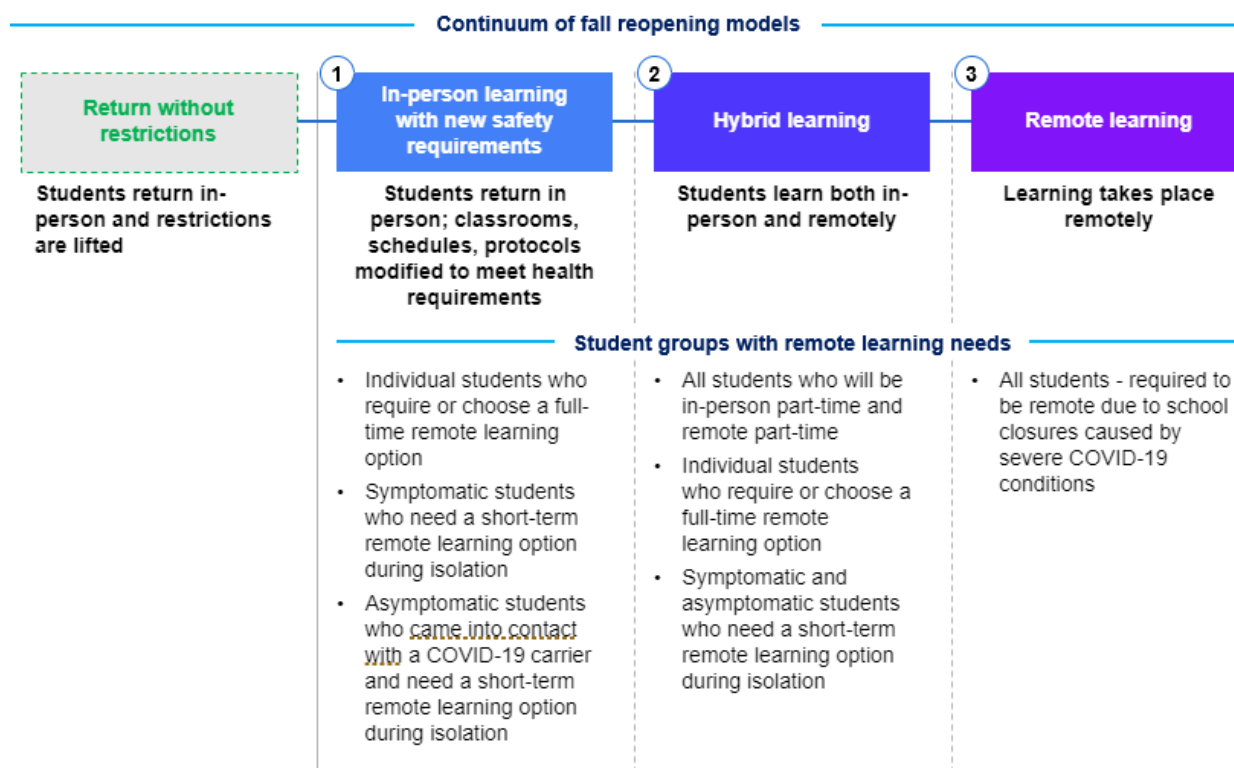 Continuum of fall reopening models
Return without
restrictions
Students return in-
person and restrictions
are lifted
1
In-person learning
with new safety
requirements
Students return in
person; classrooms,
schedules, protocols
modified to meet health
requirements
2
Hybrid learning
Students learn both in-
person and remotely
3
Remote learning
Learning takes place
remotely
Student groups with remote learning needs
• Individual students who
require or choose a full-
time remote learning
option
• Symptomatic students
who need a short-term
remote learning option
during isolation
• Asymptomatic students
who came into contact
with a COVID-19 carrier
and need a short-term
remote learning option
during isolation
• All students who will be
in-person part-time and
remote part-time
• Individual students
who require or choose a
full-time remote
learning option
• Symptomatic and
asymptomatic students
who need a short-term
remote learning option
during isolation
• All students - required to
be remote due to school
closures caused by
severe COVID-19
conditions